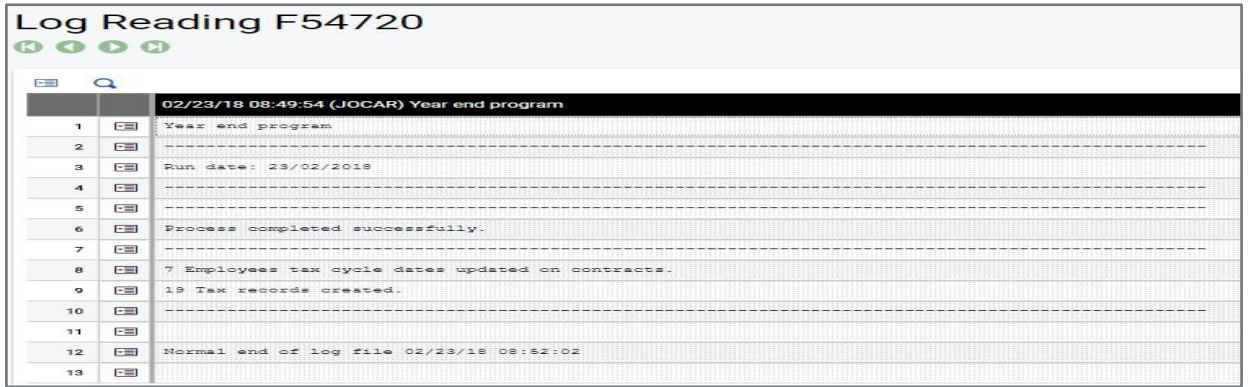 Log Reading F54720
02/23/18 08:49:54 (JOCAR) Year end program
1 Year end program
2 ----------------------------------------------------------------------------------------------------
3 Run date: 23/02/2018
4 ----------------------------------------------------------------------------------------------------
5 ----------------------------------------------------------------------------------------------------
6 Process completed successfully.
7 ----------------------------------------------------------------------------------------------------
8 7 Employees tax cycle dates updated on contracts.
9 19 Tax records created.
10 ----------------------------------------------------------------------------------------------------
11
12 Normal end of log file 02/23/18 08:52:02
13